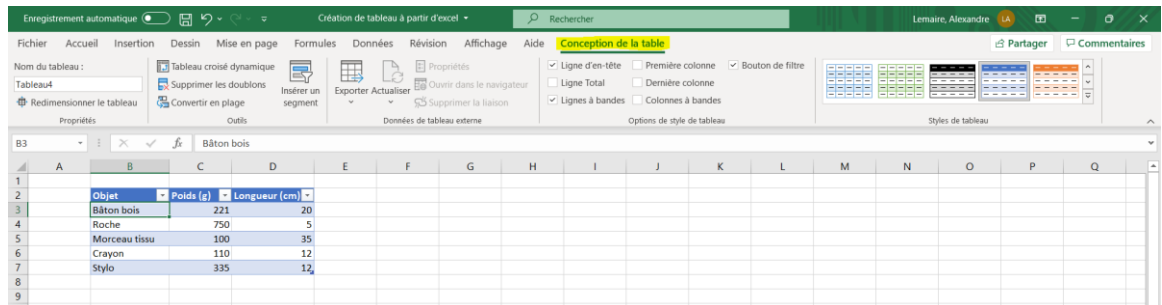 Enregistrement automatique Création de tableau à partir d'excel Rechercher Lemaire, Alexandre LA
Fichier Accueil Insertion Dessin Mise en page Formules Données Révision Affichage Aide Conception de la table Partager Commentaires
Nom du tableau : Tableau croisé dynamique Propriétés Ligne d'en-tête Première colonne Bouton de filtre
Tableau4 Supprimer les doublons Insérer un segment Exporter Actualiser Ouvrir dans le navigateur Ligne Total Dernière colonne
Redimensionner le tableau Convertir en plage Supprimer la liaison Lignes à bandes Colonnes à bandes
Propriétés Outils Données de tableau externe Options de style de tableau Styles de tableau
B3 fx Bâton bois
A B C D E F G H I J K L M N O P Q
1
2 Objet Poids (g) Longueur (cm)
3 Bâton bois 221 20
4 Roche 750 5
5 Morceau tissu 100 35
6 Crayon 110 12
7 Stylo 335 12
8
9